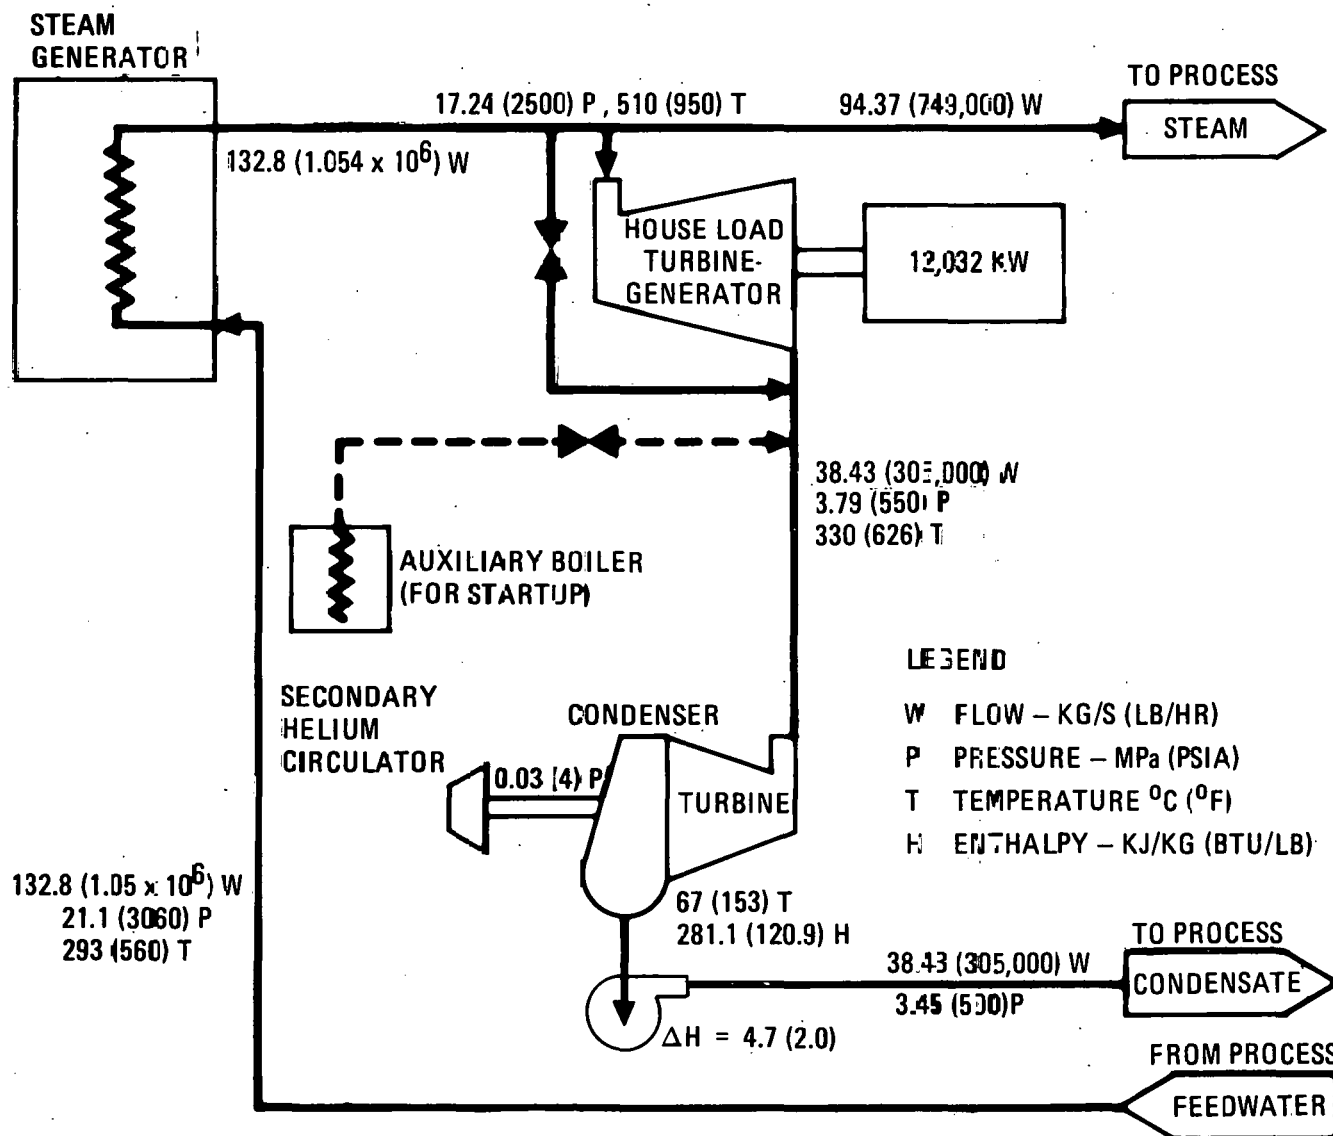 STEAM
GENERATOR
17.24 (2500) P , 510 (950) T
94.37 (749,000) W
TO PROCESS
STEAM
132.8 (1.054 x 10⁶) W
HOUSE LOAD
TURBINE-
GENERATOR
12,032 KW
38.43 (305,000) W
3.79 (550) P
330 (626) T
AUXILIARY BOILER
(FOR STARTUP)
LEGEND
W FLOW – KG/S (LB/HR)
P PRESSURE – MPa (PSIA)
T TEMPERATURE ⁰C (⁰F)
H ENTHALPY – KJ/KG (BTU/LB)
SECONDARY
HELIUM
CIRCULATOR
CONDENSER
0.03 (4) P
TURBINE
132.8 (1.05 x 10⁶) W
21.1 (3060) P
293 (560) T
67 (153) T
281.1 (120.9) H
38.43 (305,000) W
3.45 (500)P
TO PROCESS
CONDENSATE
ΔH = 4.7 (2.0)
FROM PROCESS
FEEDWATER